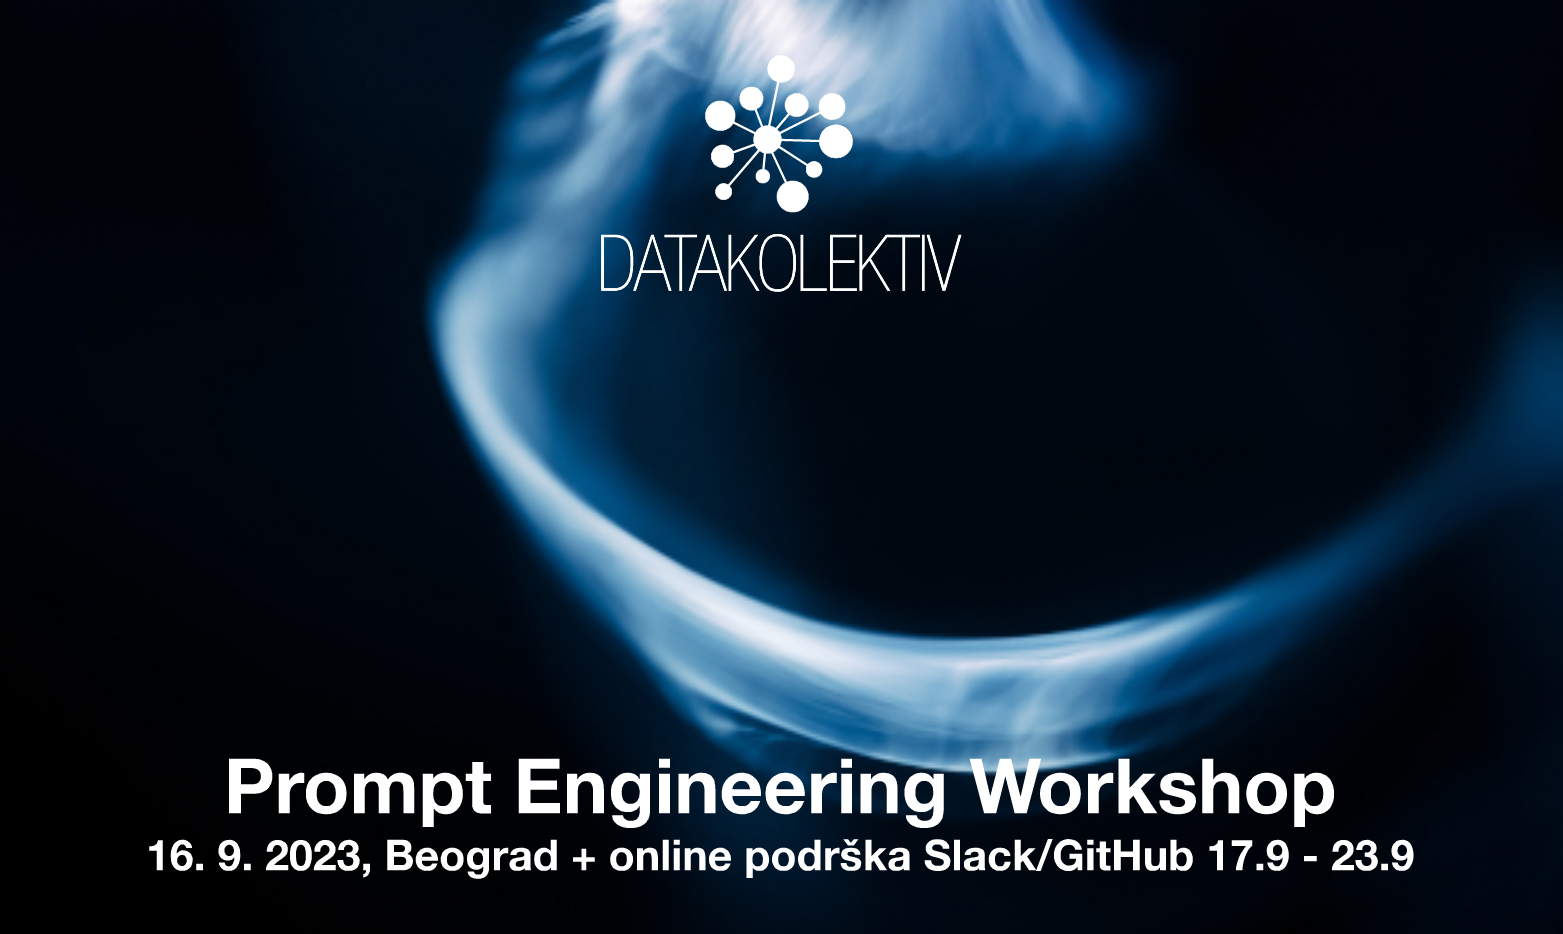 DATAKOLEKTIV
Prompt Engineering Workshop
16. 9. 2023, Beograd + online podrška Slack/GitHub 17.9 - 23.9